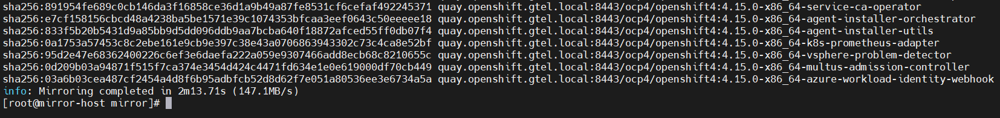 sha256:891954fe689c0cb146da3f16858ce36d1a9b49a87fe8531cf6cefaf492245371 quay.openshift.gtel.local:8443/ocp4/openshift4:4.15.0-x86_64-service-ca-operator
sha256:e7cf158156cbcd48a4238ba5be1571e39c1074353bfcaa3eef0643c50eeeee18 quay.openshift.gtel.local:8443/ocp4/openshift4:4.15.0-x86_64-agent-installer-orchestrator
sha256:833f5b20b5431d9a85bb9d5dd096ddb9aa7bcba640f18872afced55ff0db07f4 quay.openshift.gtel.local:8443/ocp4/openshift4:4.15.0-x86_64-agent-installer-utils
sha256:0a1753a57453c8c2ebe161e9cb9e397c38e43a0706863943302c73c4ca8e52bf quay.openshift.gtel.local:8443/ocp4/openshift4:4.15.0-x86_64-k8s-prometheus-adapter
sha256:95d2e47e68362400226c6ef3e6daefa222a059e9307466add8ecb68c8210655c quay.openshift.gtel.local:8443/ocp4/openshift4:4.15.0-x86_64-vsphere-problem-detector
sha256:0d209b03a94871f515f7ca374e3454d424c4471fd634e1e0e619000df70cb449 quay.openshift.gtel.local:8443/ocp4/openshift4:4.15.0-x86_64-multus-admission-controller
sha256:03a6b03cea487cf2454a4d8f6b95adbfcb52d8d62f7e051a80536ee3e6734a5a quay.openshift.gtel.local:8443/ocp4/openshift4:4.15.0-x86_64-azure-workload-identity-webhook
info: Mirroring completed in 2m13.71s (147.1MB/s)
[root@mirror-host mirror]#